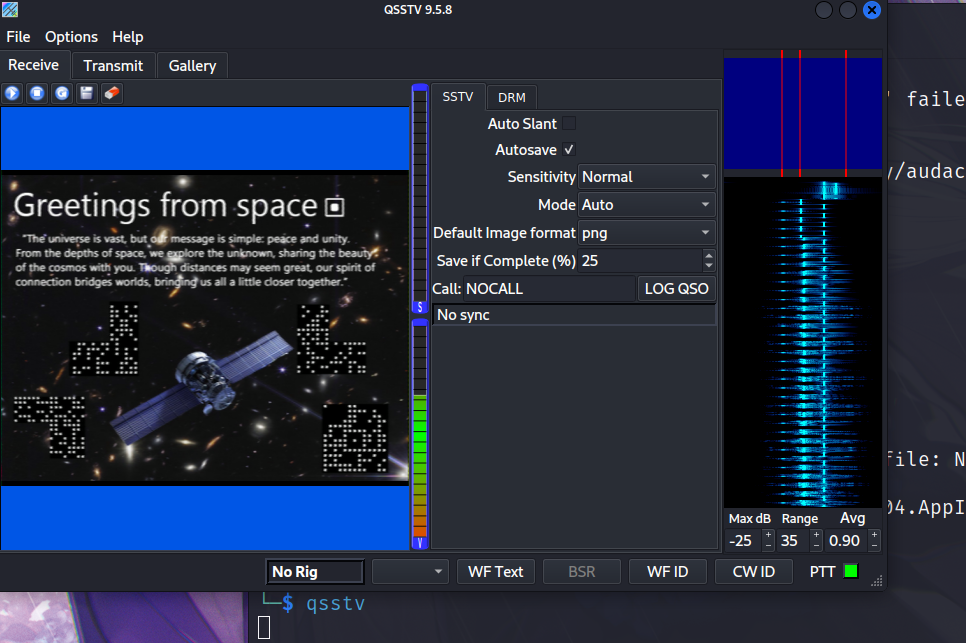 QSSTV 9.5.8
File Options Help
Receive Transmit Gallery
SSTV DRM
Auto Slant
Autosave ✓
Sensitivity Normal
Mode Auto
Default Image format png
Save if Complete (%) 25
Call: NOCALL LOG QSO
No sync
S
V
Greetings from space
"The universe is vast, but our message is simple: peace and unity.
From the depths of space, we explore the unknown, sharing the beauty
of the cosmos with you. Though distances may seem great, our spirit of
connection bridges worlds, bringing us all a little closer together."
Max dB Range Avg
-25 35 0.90
No Rig WF Text BSR WF ID CW ID PTT
' faile
y/audac
file: N
04.AppI
└─$ qsstv